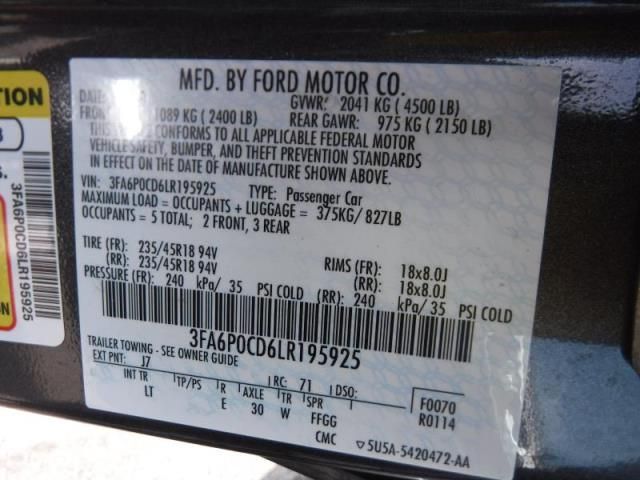 MFD. BY FORD MOTOR CO.
DATE: GVWR: 2041 KG ( 4500 LB)
FRONT 1089 KG ( 2400 LB) REAR GAWR: 975 KG ( 2150 LB)
THIS CONFORMS TO ALL APPLICABLE FEDERAL MOTOR
VEHICLE SAFETY, BUMPER, AND THEFT PREVENTION STANDARDS
IN EFFECT ON THE DATE OF MANUFACTURE SHOWN ABOVE.
VIN: 3FA6P0CD6LR195925 TYPE: Passenger Car
MAXIMUM LOAD = OCCUPANTS + LUGGAGE = 375KG/ 827LB
OCCUPANTS = 5 TOTAL; 2 FRONT, 3 REAR
TIRE (FR): 235/45R18 94V RIMS (FR): 18x8.0J
(RR): 235/45R18 94V (RR): 18x8.0J
PRESSURE (FR): 240 kPa/ 35 PSI COLD (RR): 240 kPa/ 35 PSI COLD
3FA6P0CD6LR195925
TRAILER TOWING - SEE OWNER GUIDE
EXT PNT: J7 RC: 71 DSO:
INT TR TP/PS R AXLE TR SPR F0070
LT E 30 W FFGG R0114
CMC ▽5U5A-5420472-AA
TION
3
S.
3FA6P0CD6LR195925